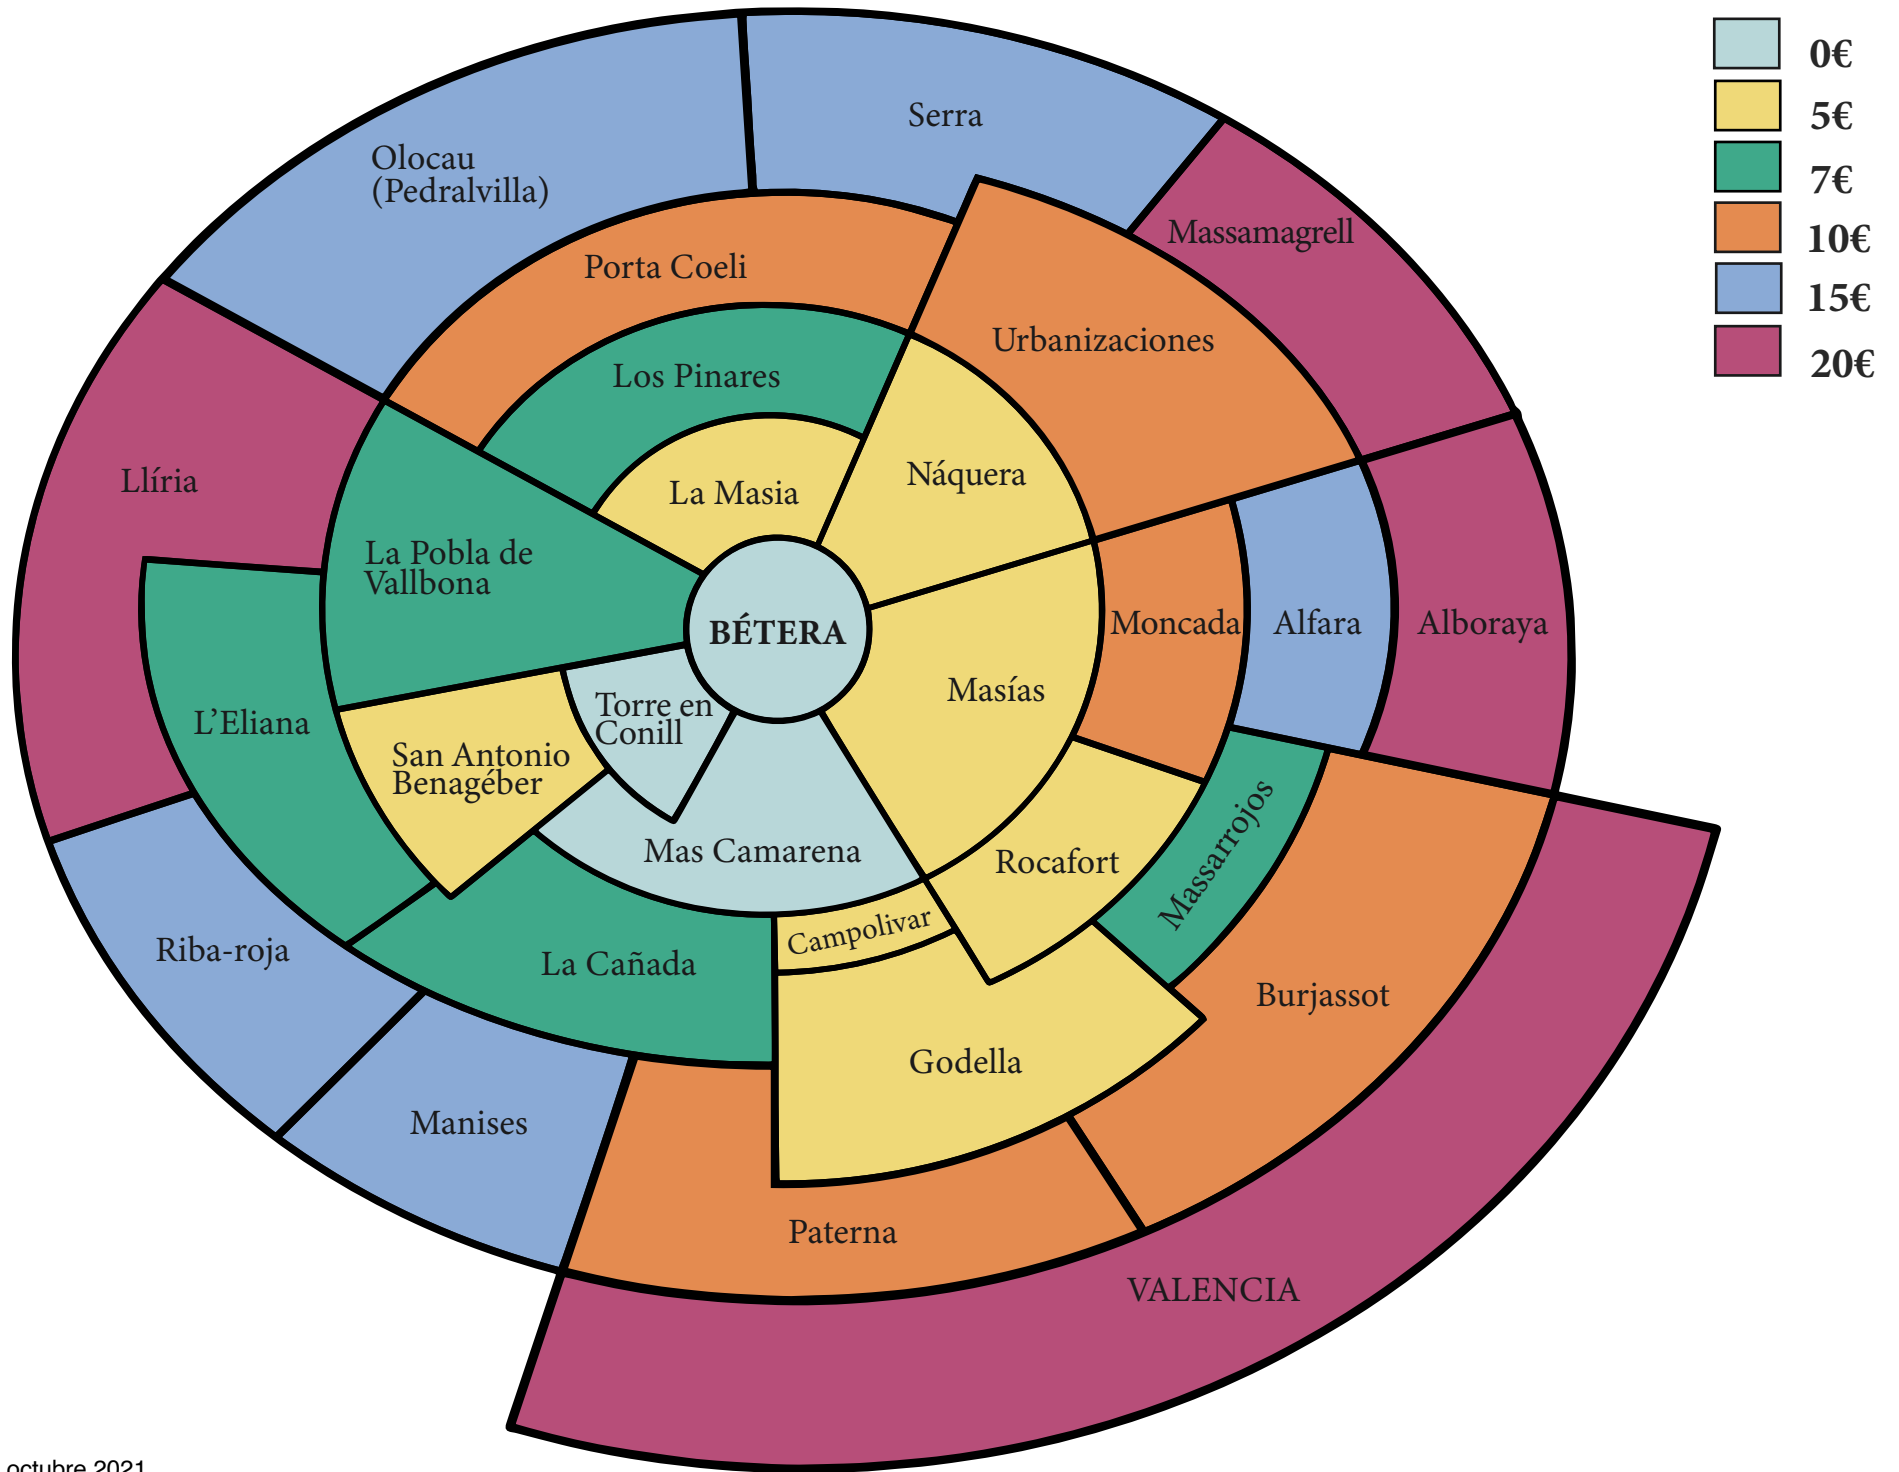 0€
5€
7€
10€
15€
20€
Serra
Olocau
(Pedralvilla)
Massamagrell
Porta Coeli
Urbanizaciones
Los Pinares
Llíria
La Masia
Náquera
La Pobla de
Vallbona
BÉTERA
Moncada
Alfara
Alboraya
Masías
Torre en
Conill
L'Eliana
San Antonio
Benagéber
Mas Camarena
Rocafort
Massarrojos
Campolivar
Riba-roja
La Cañada
Burjassot
Godella
Manises
Paterna
VALENCIA
octubre 2021